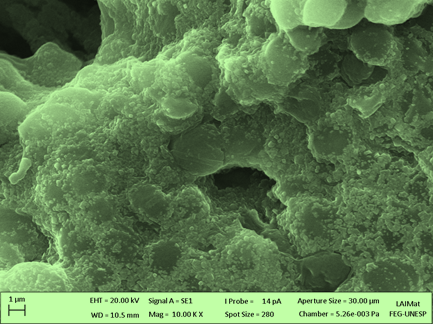 1 µm
EHT = 20.00 kV Signal A = SE1 I Probe = 14 pA Aperture Size = 30.00 µm LAIMat
WD = 10.5 mm Mag = 10.00 K X Spot Size = 280 Chamber = 5.26e-003 Pa FEG-UNESP